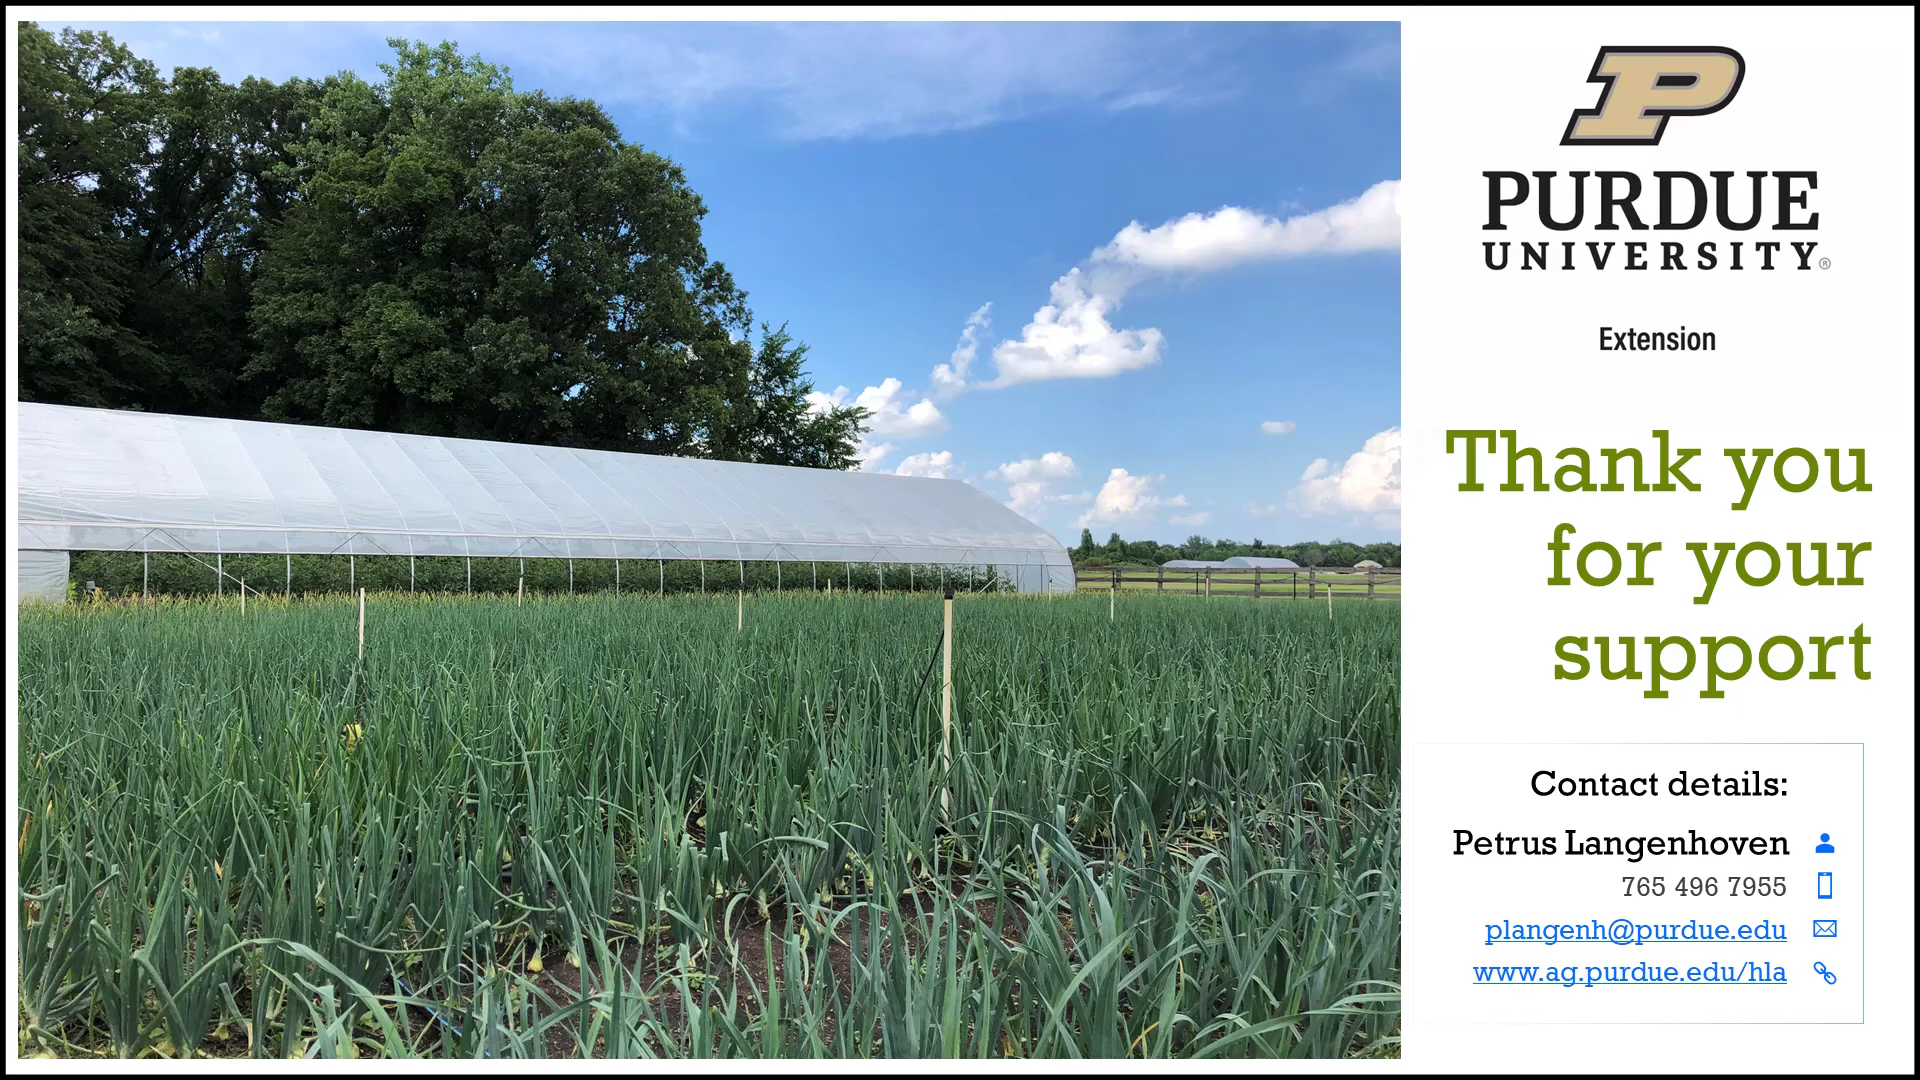 P
PURDUE
UNIVERSITY®
Extension
Thank you
for your
support
Contact details:
Petrus Langenhoven
765 496 7955
plangenh@purdue.edu
www.ag.purdue.edu/hla